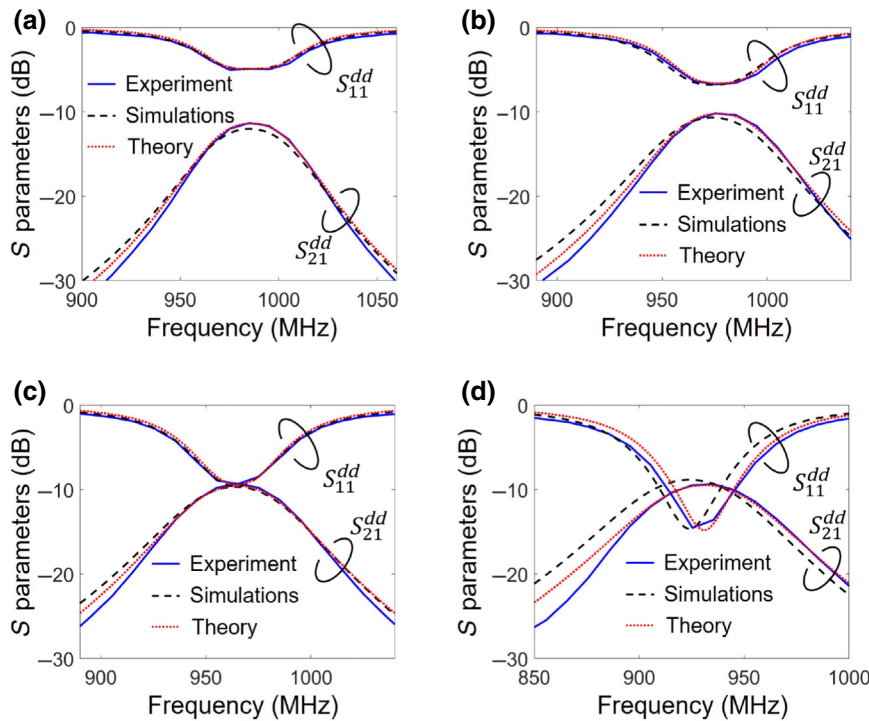 (a)
S parameters (dB)
0
−10
−20
−30
900
950
1000
1050
Frequency (MHz)
Experiment
Simulations
Theory
S₁₁ᵈᵈ
S₂₁ᵈᵈ
(b)
S parameters (dB)
0
−10
−20
−30
900
950
1000
Frequency (MHz)
Experiment
Simulations
Theory
S₁₁ᵈᵈ
S₂₁ᵈᵈ
(c)
S parameters (dB)
0
−10
−20
−30
900
950
1000
Frequency (MHz)
Experiment
Simulations
Theory
S₁₁ᵈᵈ
S₂₁ᵈᵈ
(d)
S parameters (dB)
0
−10
−20
−30
850
900
950
1000
Frequency (MHz)
Experiment
Simulations
Theory
S₁₁ᵈᵈ
S₂₁ᵈᵈ